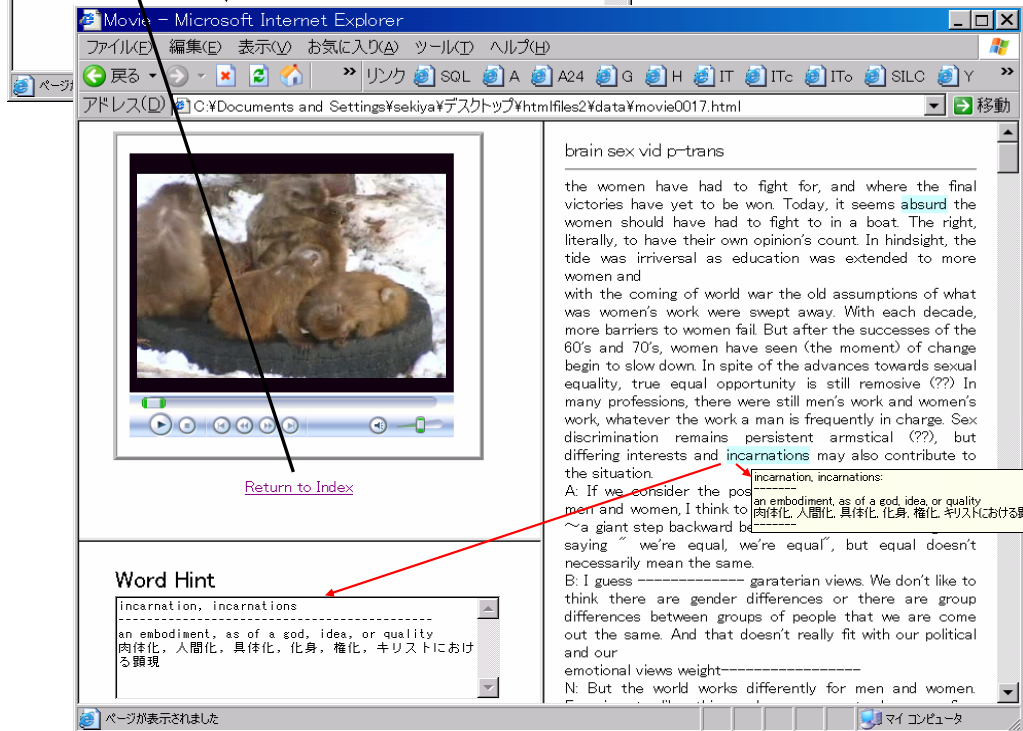 Movie - Microsoft Internet Explorer
ファイル(F) 編集(E) 表示(V) お気に入り(A) ツール(T) ヘルプ(H)
戻る » リンク SQL A A24 G H IT ITc ITo SILC Y »
アドレス(D) C:¥Documents and Settings¥sekiya¥デスクトップ¥htmlfiles2¥data¥movie0017.html 移動
ページが
Return to Index
Word Hint
incarnation, incarnations
-----------------------------------------
an embodiment, as of a god, idea, or quality
肉体化, 人間化, 具体化, 化身, 権化, キリストにおけ
る顕現
brain sex vid p-trans
the women have had to fight for, and where the final
victories have yet to be won. Today, it seems absurd the
women should have had to fight to in a boat. The right,
literally, to have their own opinion's count. In hindsight, the
tide was irriversal as education was extended to more
women and
with the coming of world war the old assumptions of what
was women's work were swept away. With each decade,
more barriers to women fail. But after the successes of the
60's and 70's, women have seen (the moment) of change
begin to slow down. In spite of the advances towards sexual
equality, true equal opportunity is still remosive (??) In
many professions, there were still men's work and women's
work, whatever the work a man is frequently in charge. Sex
discrimination remains persistent armstical (??), but
differing interests and incarnations may also contribute to
the situation.
incarnation, incarnations:
-------
an embodiment, as of a god, idea, or quality
肉体化, 人間化, 具体化, 化身, 権化, キリストにおける顕
-------
A: If we consider the pos
men and women, I think to
～a giant step backward be
saying " we're equal, we're equal", but equal doesn't
necessarily mean the same.
B: I guess ------------- garaterian views. We don't like to
think there are gender differences or there are group
differences between groups of people that we are come
out the same. And that doesn't really fit with our political
and our
emotional views weight-----------------
N: But the world works differently for men and women.
ページが表示されました マイ コンピュータ